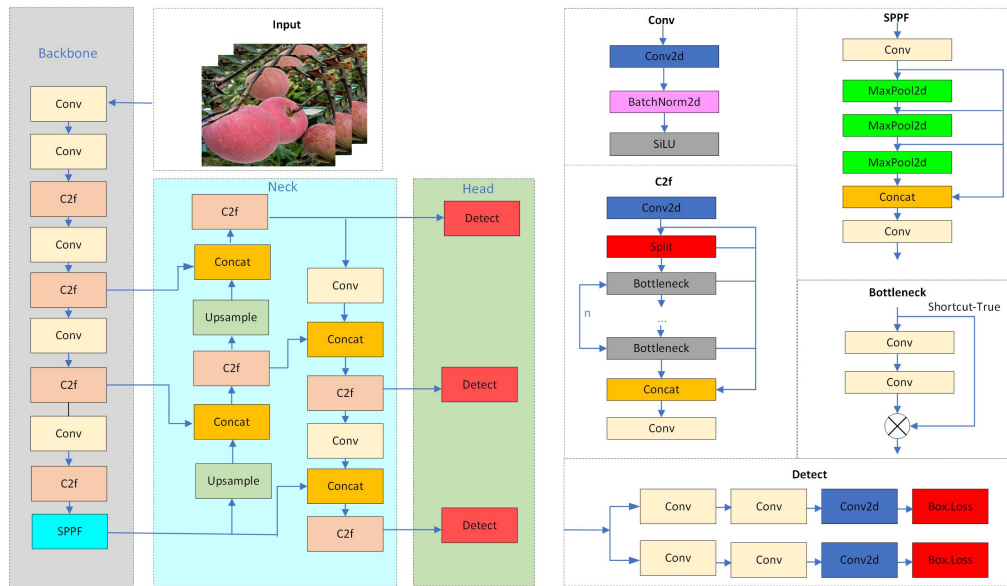 Backbone
Conv
Conv
C2f
Conv
C2f
Conv
C2f
Conv
C2f
SPPF
Input
Neck
C2f
Concat
Upsample
C2f
Concat
Upsample
Conv
Concat
C2f
Conv
Concat
C2f
Head
Detect
Detect
Detect
Conv
Conv2d
BatchNorm2d
SiLU
C2f
Conv2d
Split
Bottleneck
n
...
Bottleneck
Concat
Conv
SPPF
Conv
MaxPool2d
MaxPool2d
MaxPool2d
Concat
Conv
Bottleneck
Shortcut-True
Conv
Conv
Detect
Conv Conv Conv2d Box.Loss
Conv Conv Conv2d Box.Loss